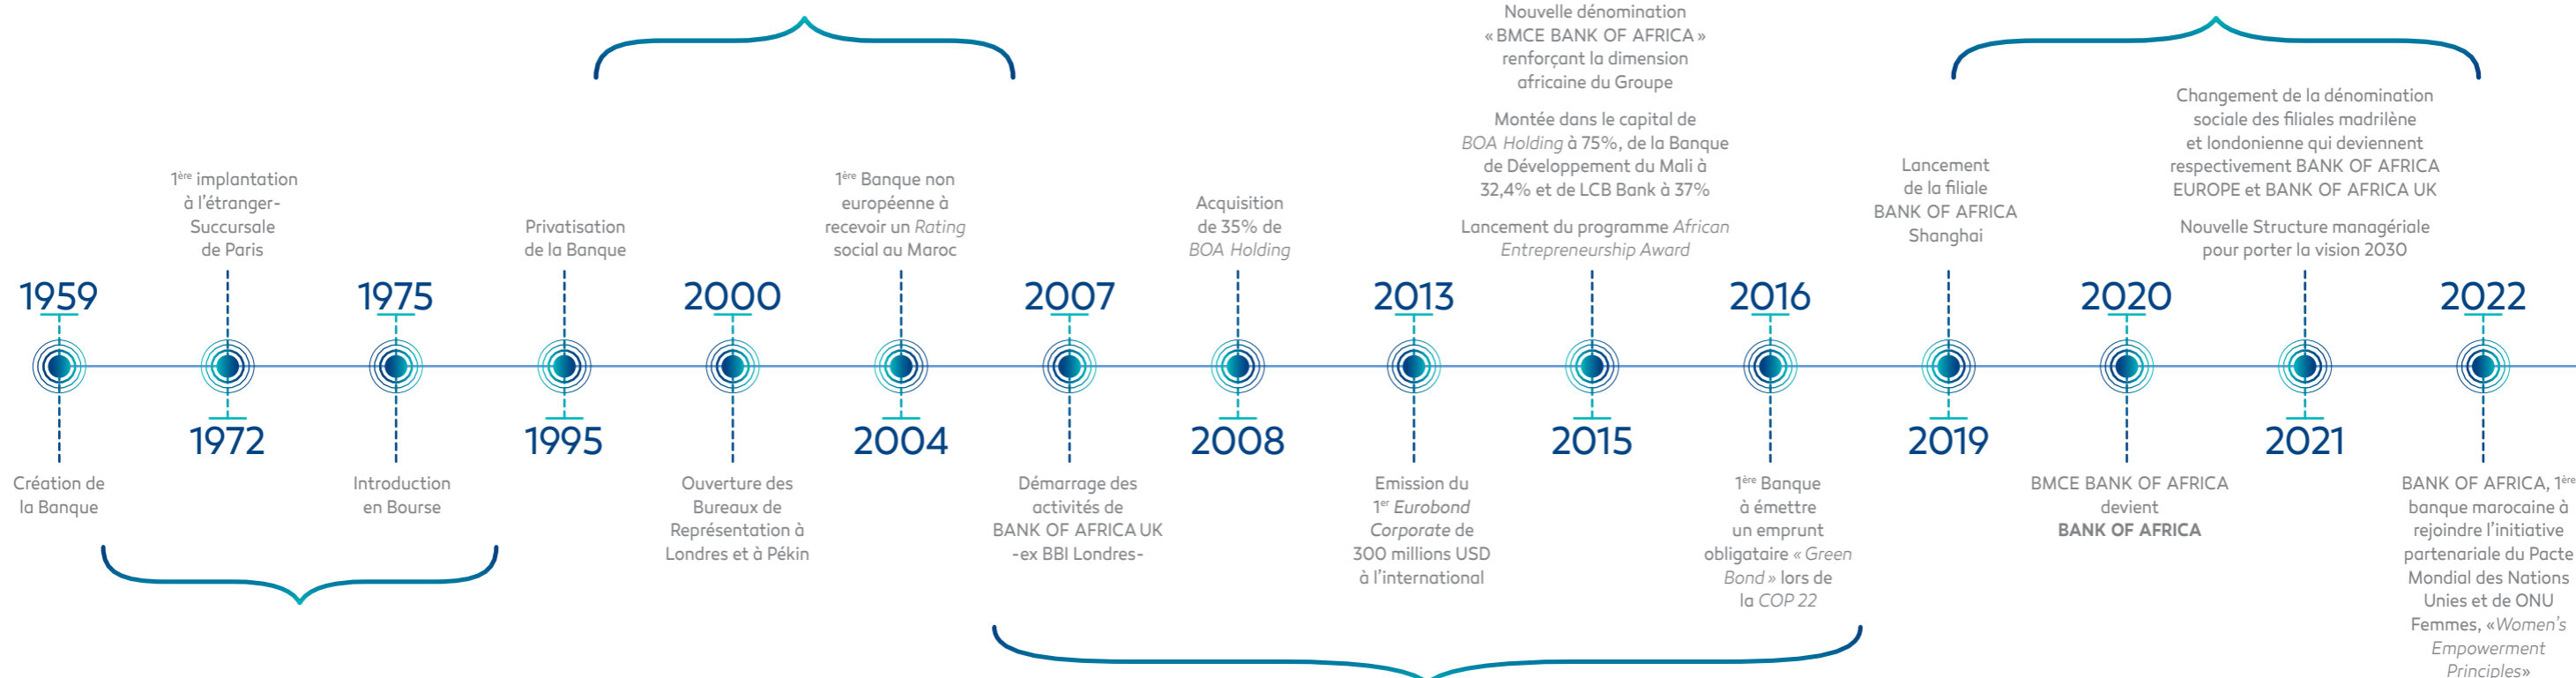 1959
Création de
la Banque
1ère implantation
à l'étranger-
Succursale
de Paris
1972
1975
Introduction
en Bourse
Privatisation
de la Banque
1995
2000
Ouverture des
Bureaux de
Représentation à
Londres et à Pékin
1ère Banque non
européenne à
recevoir un Rating
social au Maroc
2004
2007
Démarrage des
activités de
BANK OF AFRICA UK
-ex BBI Londres-
Acquisition
de 35% de
BOA Holding
2008
2013
Emission du
1er Eurobond
Corporate de
300 millions USD
à l'international
Nouvelle dénomination
« BMCE BANK OF AFRICA »
renforçant la dimension
africaine du Groupe
Montée dans le capital de
BOA Holding à 75%, de la Banque
de Développement du Mali à
32,4% et de LCB Bank à 37%
Lancement du programme African
Entrepreneurship Award
2015
2016
1ère Banque
à émettre
un emprunt
obligataire « Green
Bond » lors de
la COP 22
Lancement
de la filiale
BANK OF AFRICA
Shanghai
2019
2020
BMCE BANK OF AFRICA
devient
BANK OF AFRICA
Changement de la dénomination
sociale des filiales madrilène
et londonienne qui deviennent
respectivement BANK OF AFRICA
EUROPE et BANK OF AFRICA UK
Nouvelle Structure managériale
pour porter la vision 2030
2021
2022
BANK OF AFRICA, 1ère
banque marocaine à
rejoindre l'initiative
partenariale du Pacte
Mondial des Nations
Unies et de ONU
Femmes, «Women's
Empowerment
Principles»